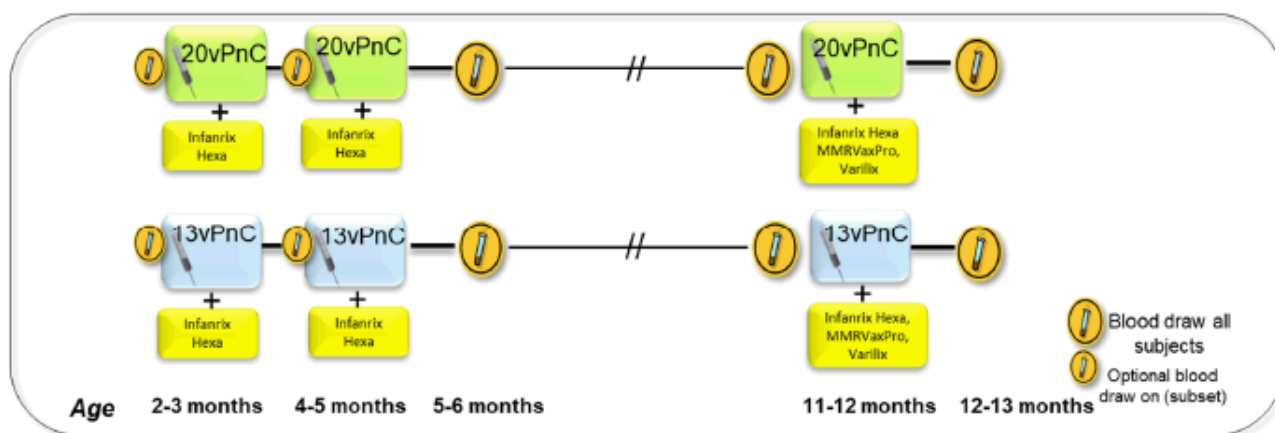 20vPnC 20vPnC 20vPnC
+ + +
Infanrix
Hexa
Infanrix
Hexa
Infanrix Hexa
MMRVaxPro,
Varilix
13vPnC 13vPnC 13vPnC
+ + +
Infanrix
Hexa
Infanrix
Hexa
Infanrix Hexa,
MMRVaxPro,
Varilix
Blood draw all
subjects
Optional blood
draw on (subset)
Age 2-3 months 4-5 months 5-6 months 11-12 months 12-13 months